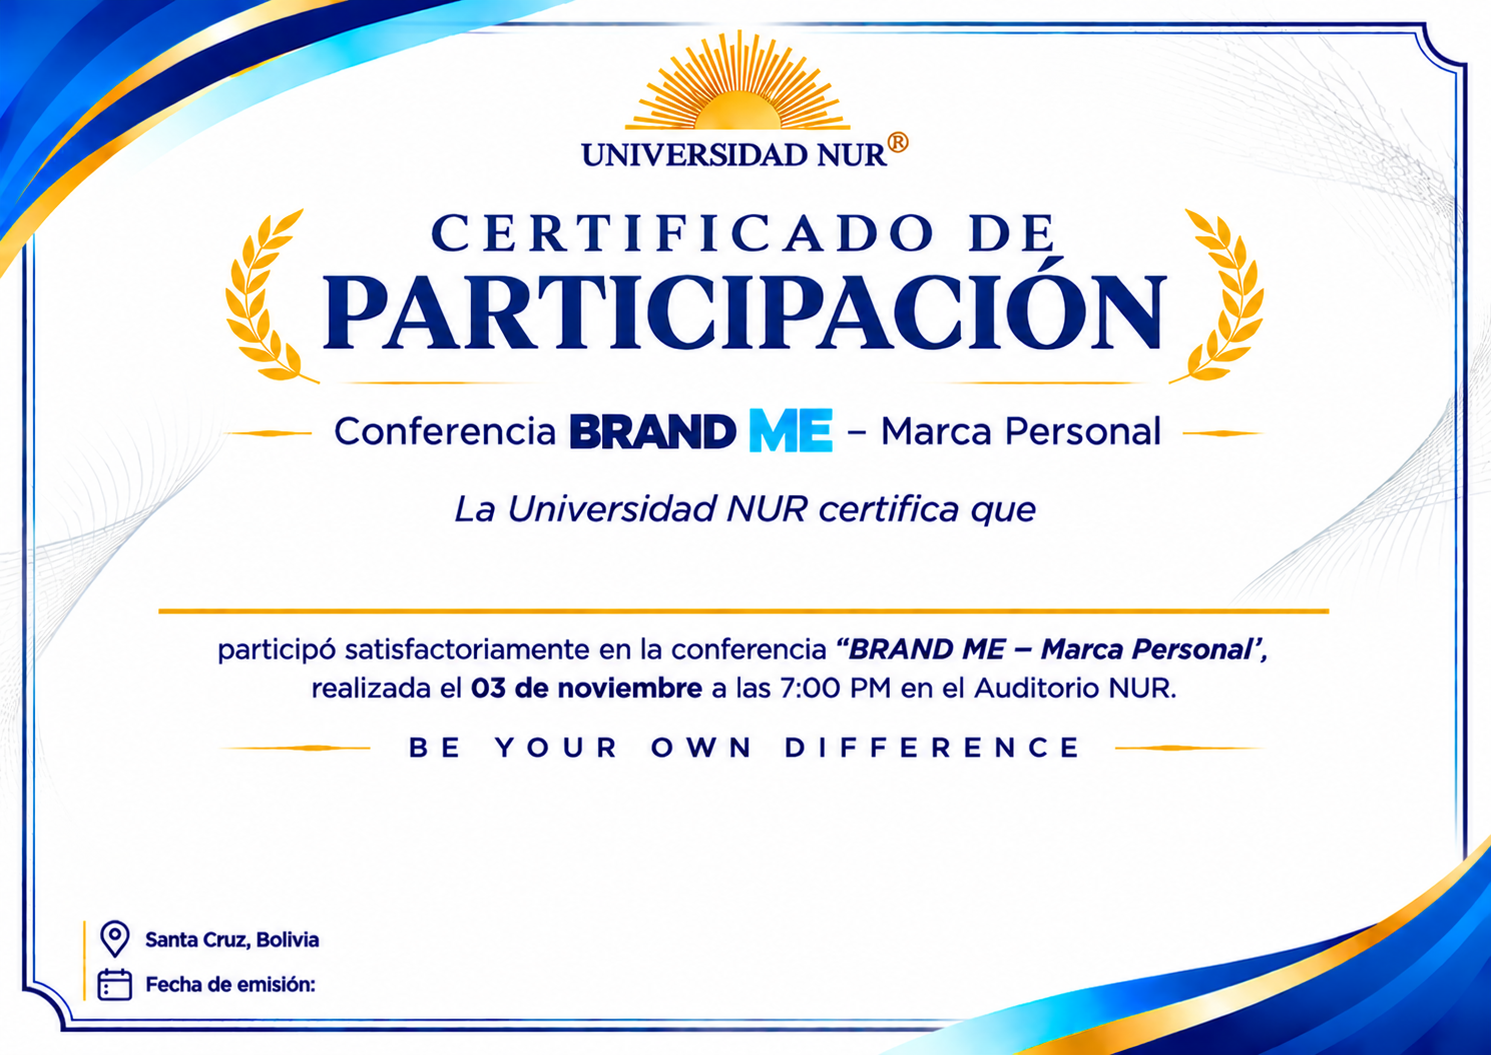 UNIVERSIDAD NUR®
CERTIFICADO DE
PARTICIPACIÓN
Conferencia BRAND ME – Marca Personal
La Universidad NUR certifica que
participó satisfactoriamente en la conferencia “BRAND ME – Marca Personal’,
realizada el 03 de noviembre a las 7:00 PM en el Auditorio NUR.
BE YOUR OWN DIFFERENCE
Santa Cruz, Bolivia
Fecha de emisión: